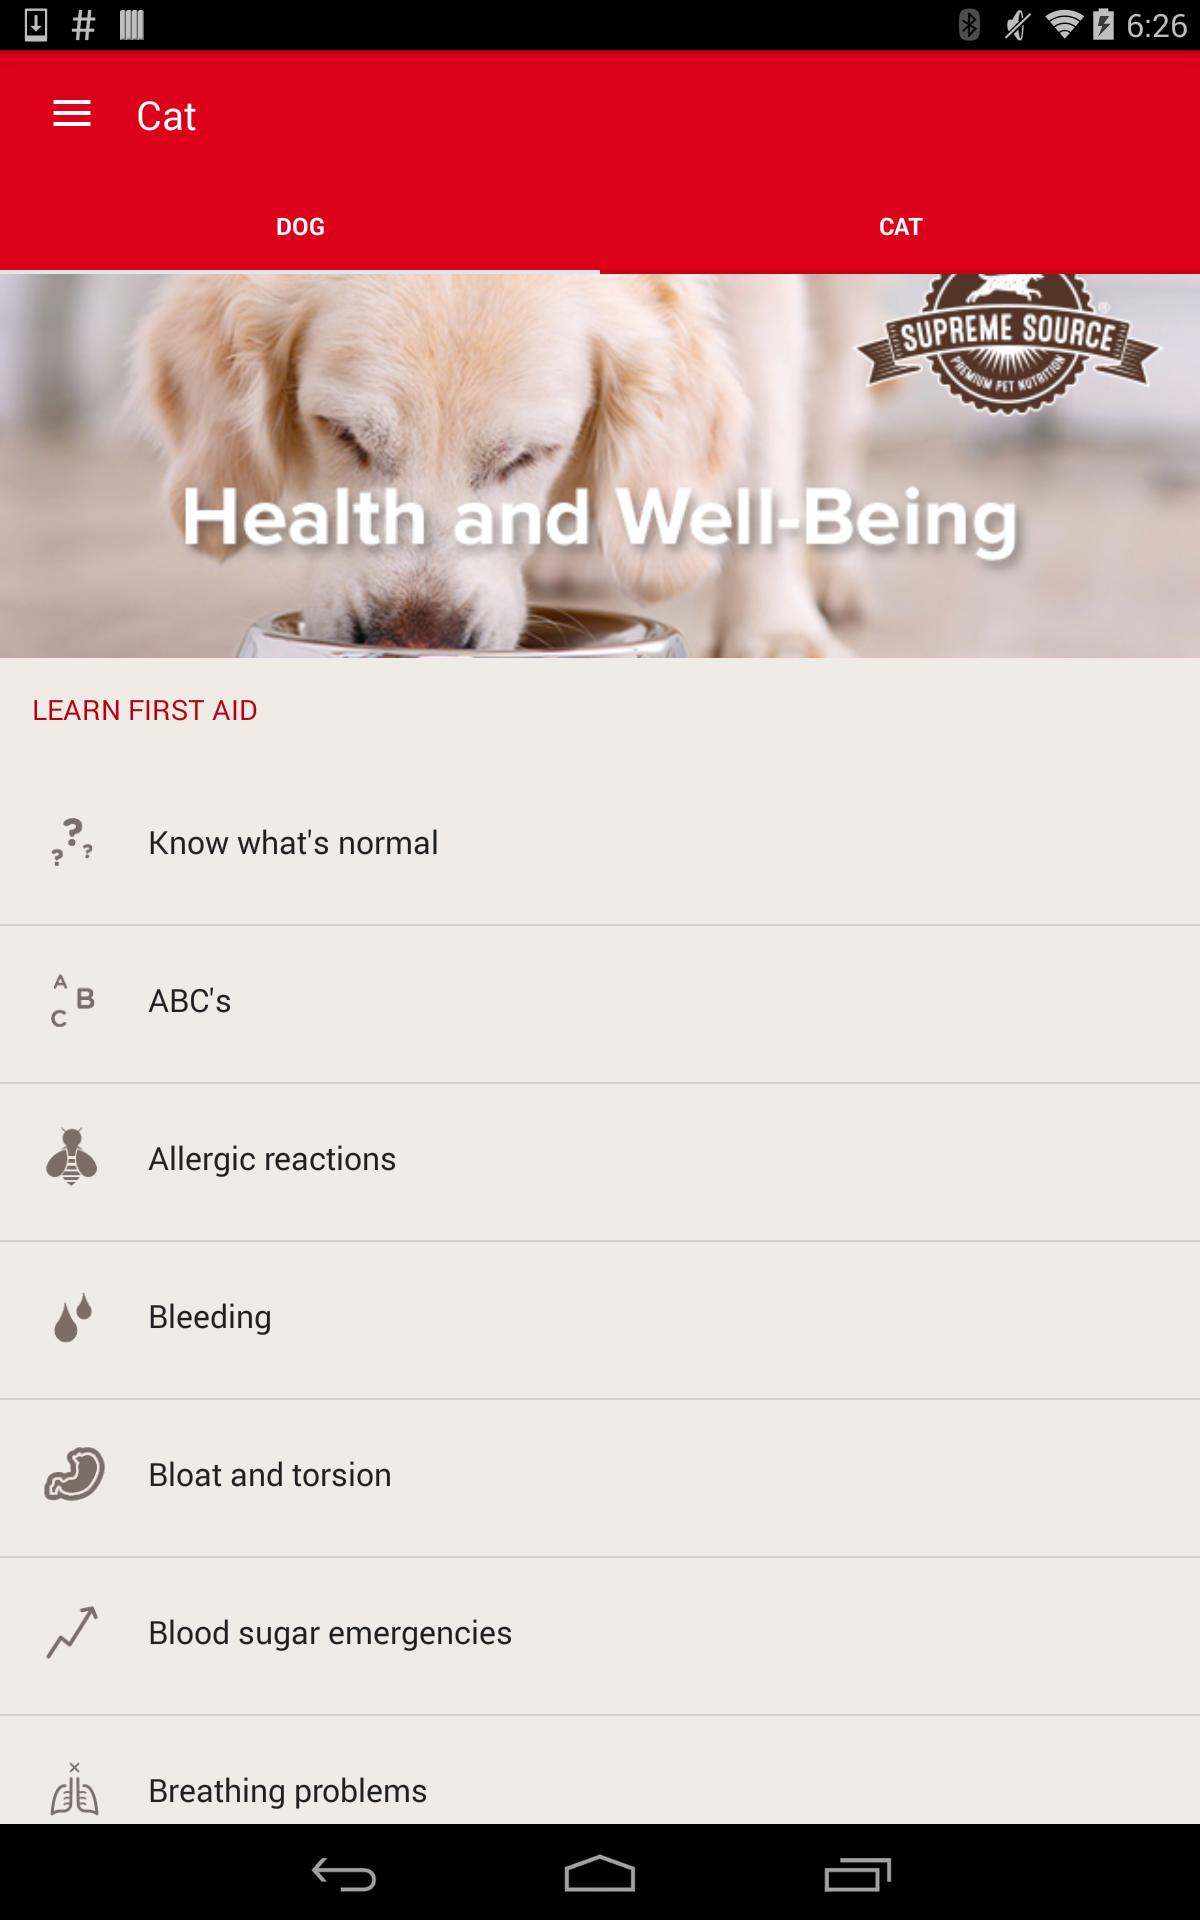 6:26
Cat
DOG
CAT
SUPREME SOURCE
®
PREMIUM PET NUTRITION
Health and Well-Being
LEARN FIRST AID
? ? ?
Know what's normal
A B C
ABC's
Allergic reactions
Bleeding
Bloat and torsion
Blood sugar emergencies
Breathing problems